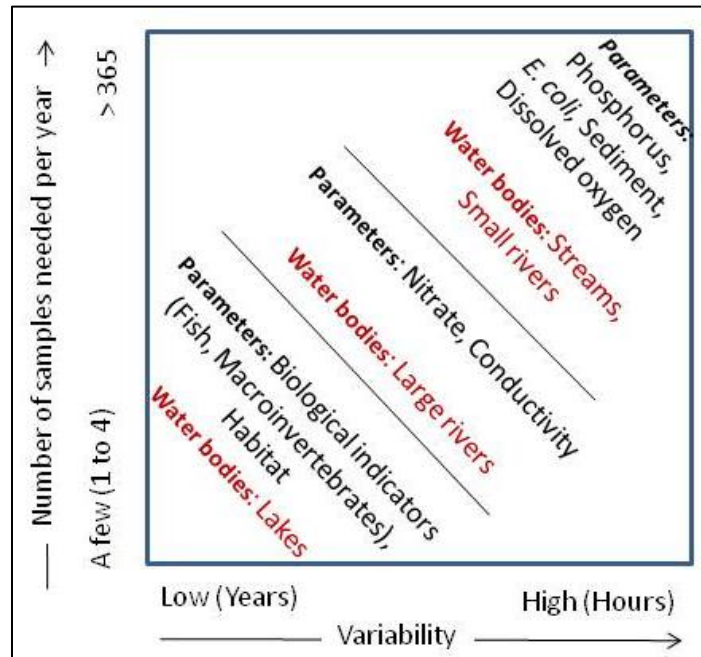 Number of samples needed per year
> 365
A few (1 to 4)
Parameters:
Phosphorus,
E. coli, Sediment,
Dissolved oxygen
Water bodies: Streams,
Small rivers
Parameters: Nitrate, Conductivity
Water bodies: Large rivers
Parameters: Biological indicators
(Fish, Macroinvertebrates),
Habitat
Water bodies: Lakes
Low (Years)
High (Hours)
Variability